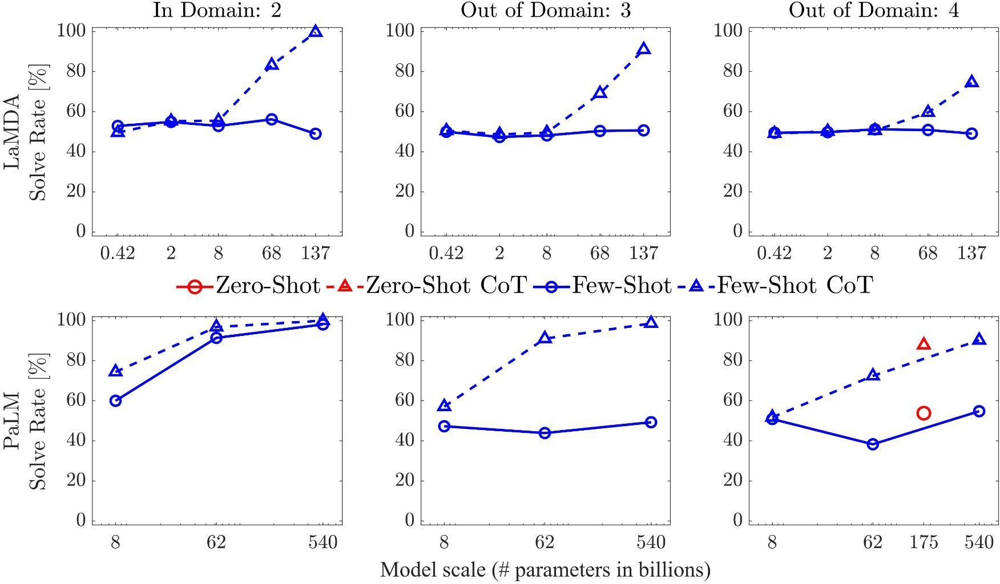 In Domain: 2
Out of Domain: 3
Out of Domain: 4
LaMDA
Solve Rate [%]
100
80
60
40
20
0
0.42 2 8 68 137
100
80
60
40
20
0
0.42 2 8 68 137
100
80
60
40
20
0
0.42 2 8 68 137
Zero-Shot Zero-Shot CoT Few-Shot Few-Shot CoT
PaLM
Solve Rate [%]
100
80
60
40
20
0
8 62 540
100
80
60
40
20
0
8 62 540
100
80
60
40
20
0
8 62 175 540
Model scale (# parameters in billions)